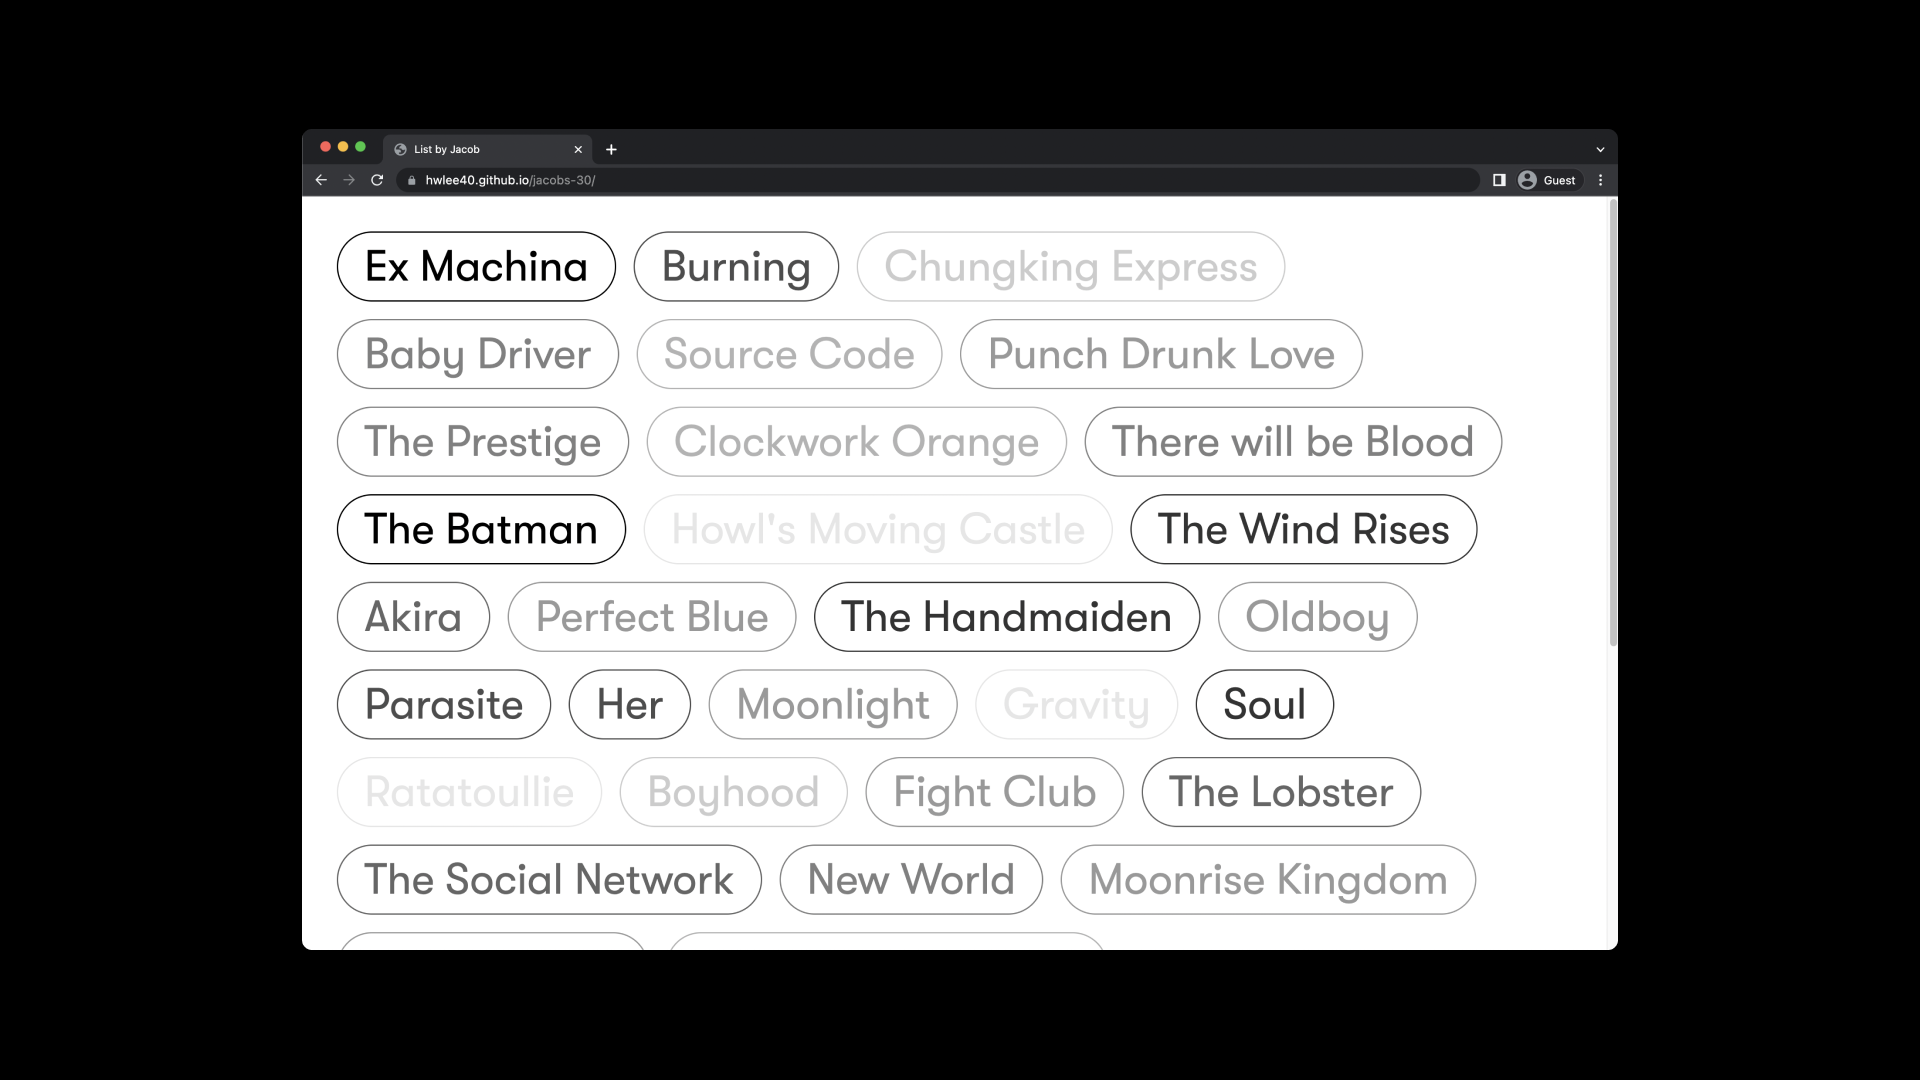 List by Jacob
hwlee40.github.io/jacobs-30/
Guest
Ex Machina Burning Chungking Express
Baby Driver Source Code Punch Drunk Love
The Prestige Clockwork Orange There will be Blood
The Batman Howl's Moving Castle The Wind Rises
Akira Perfect Blue The Handmaiden Oldboy
Parasite Her Moonlight Gravity Soul
Ratatoullie Boyhood Fight Club The Lobster
The Social Network New World Moonrise Kingdom